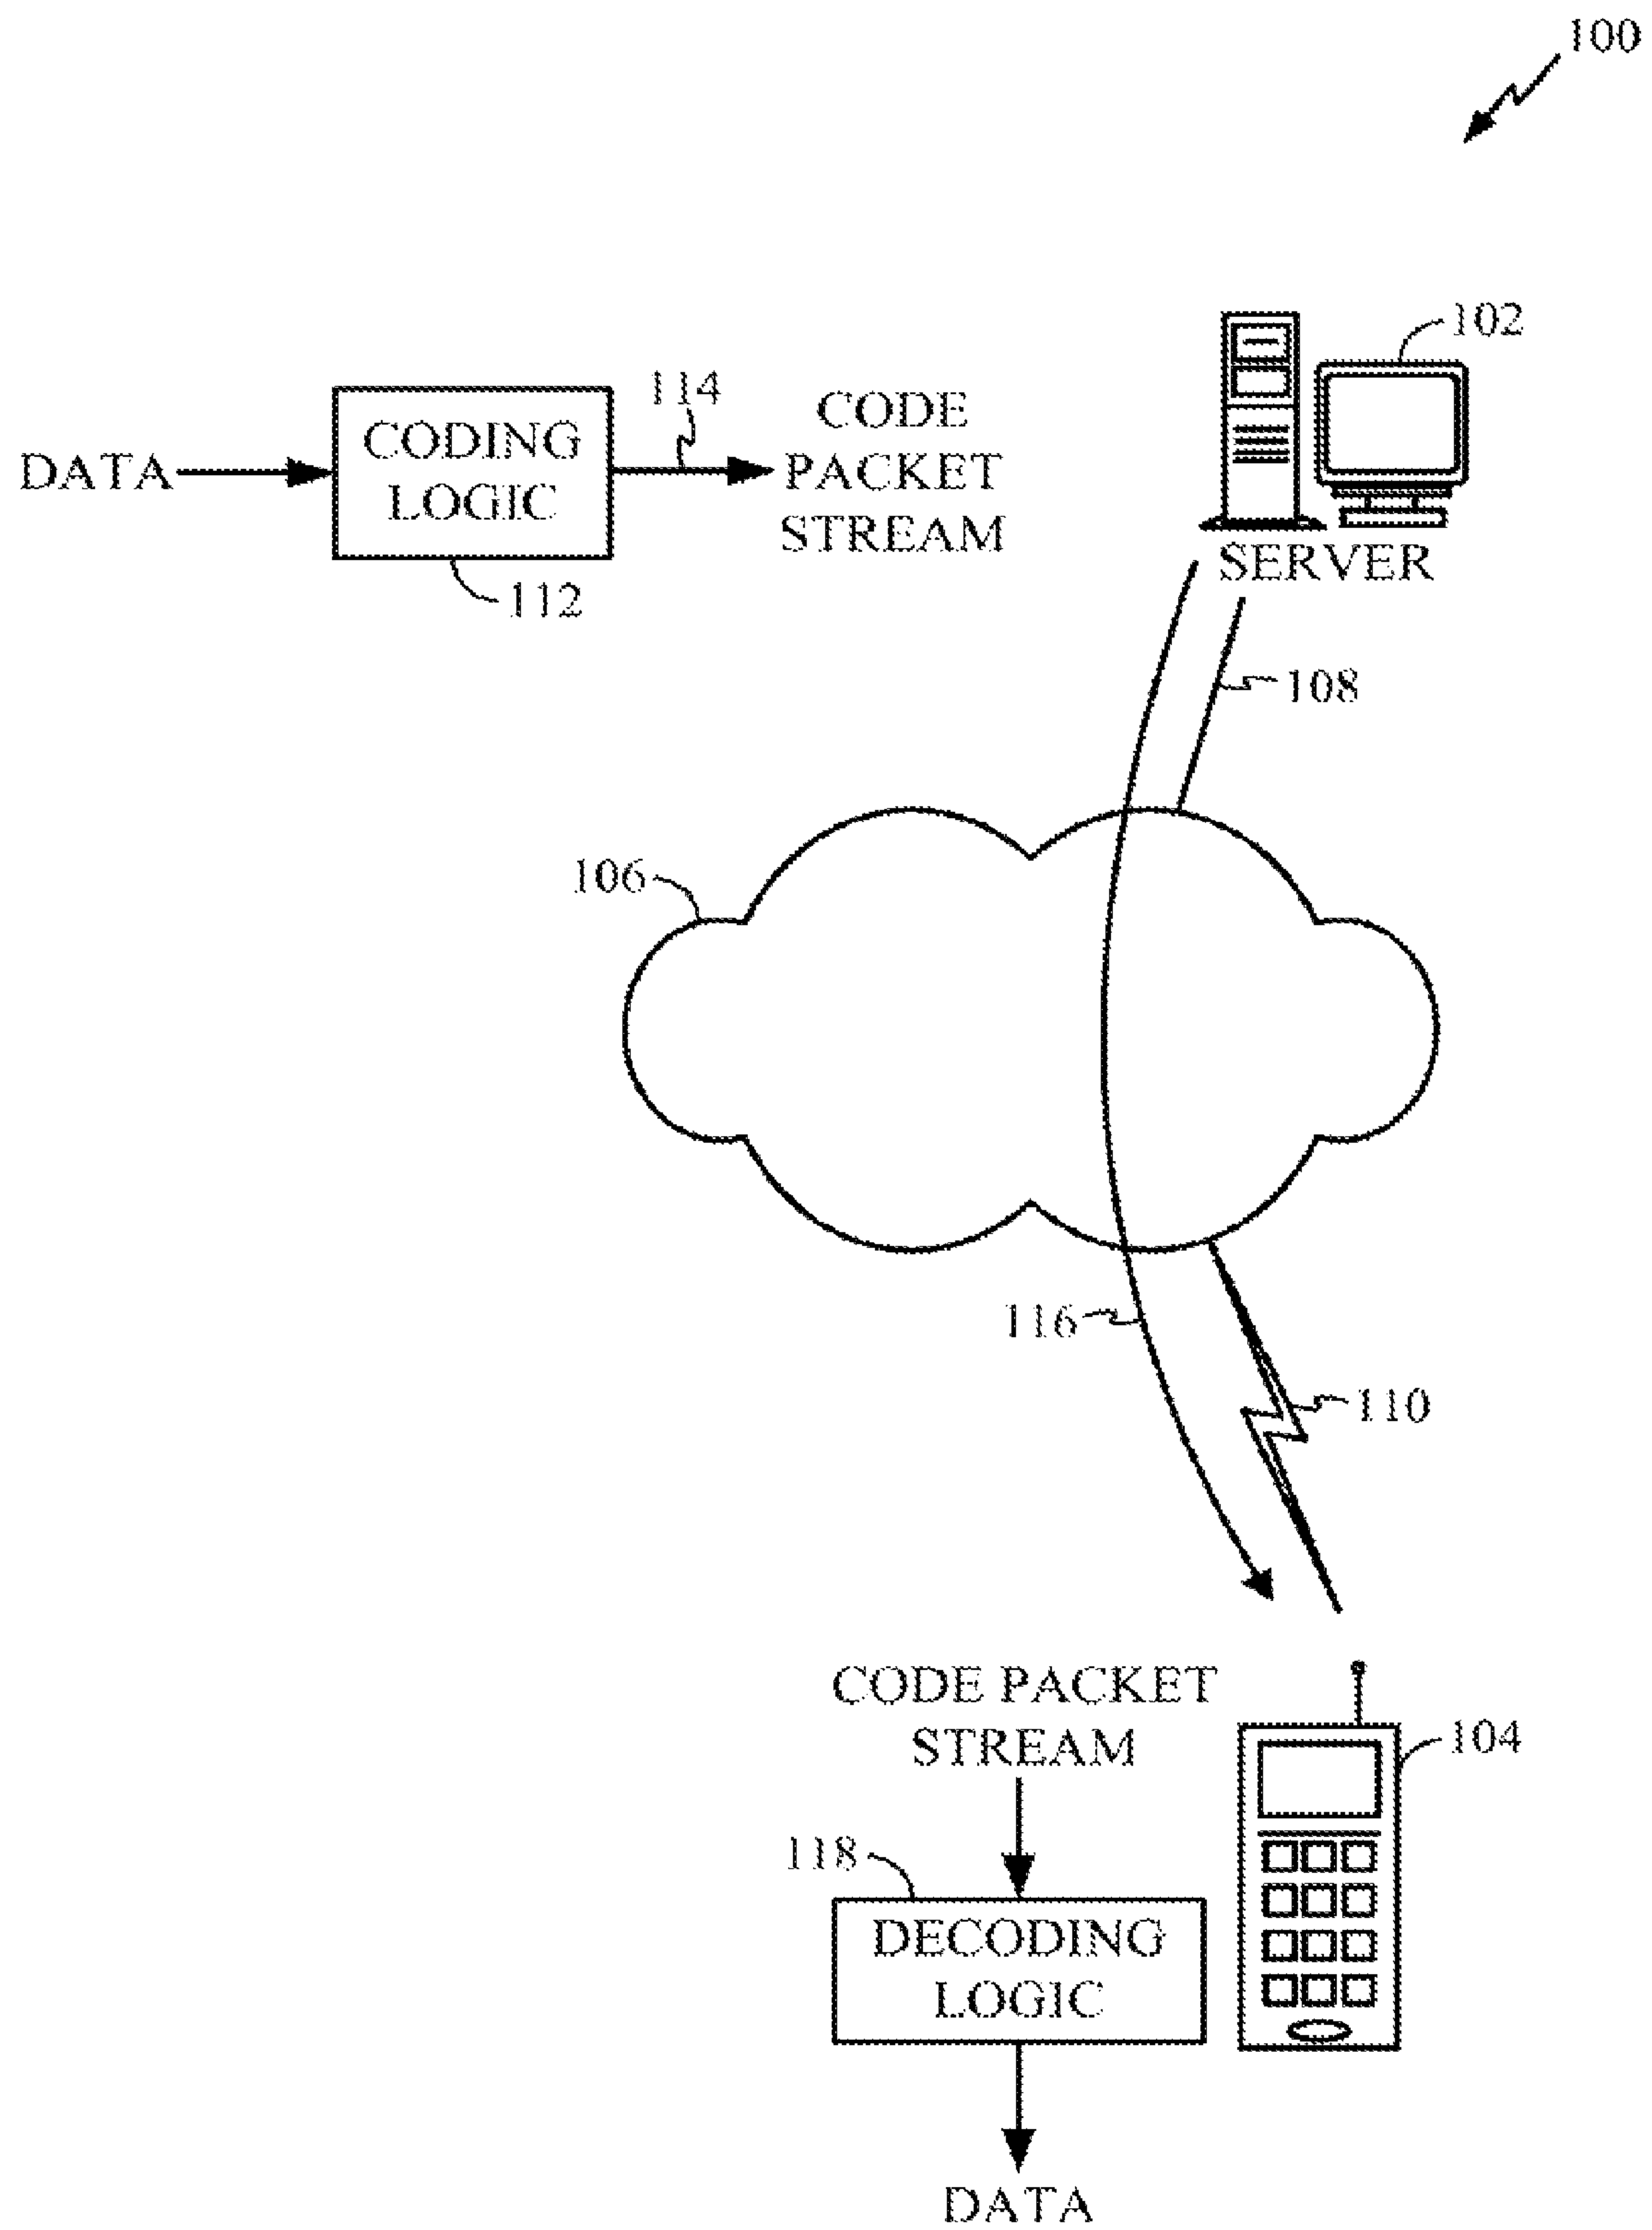 100
102
114
CODE
PACKET
STREAM
DATA
CODING
LOGIC
112
SERVER
108
106
116
110
CODE PACKET
STREAM
104
118
DECODING
LOGIC
DATA